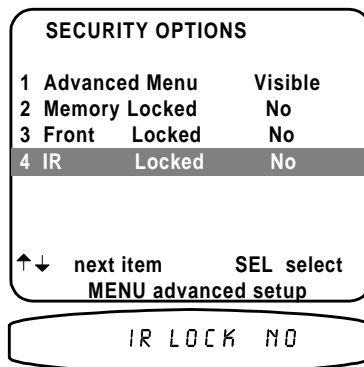 SECURITY OPTIONS
1 Advanced Menu Visible
2 Memory Locked No
3 Front Locked No
4 IR Locked No
↑↓ next item SEL select
MENU advanced setup
IR LOCK NO